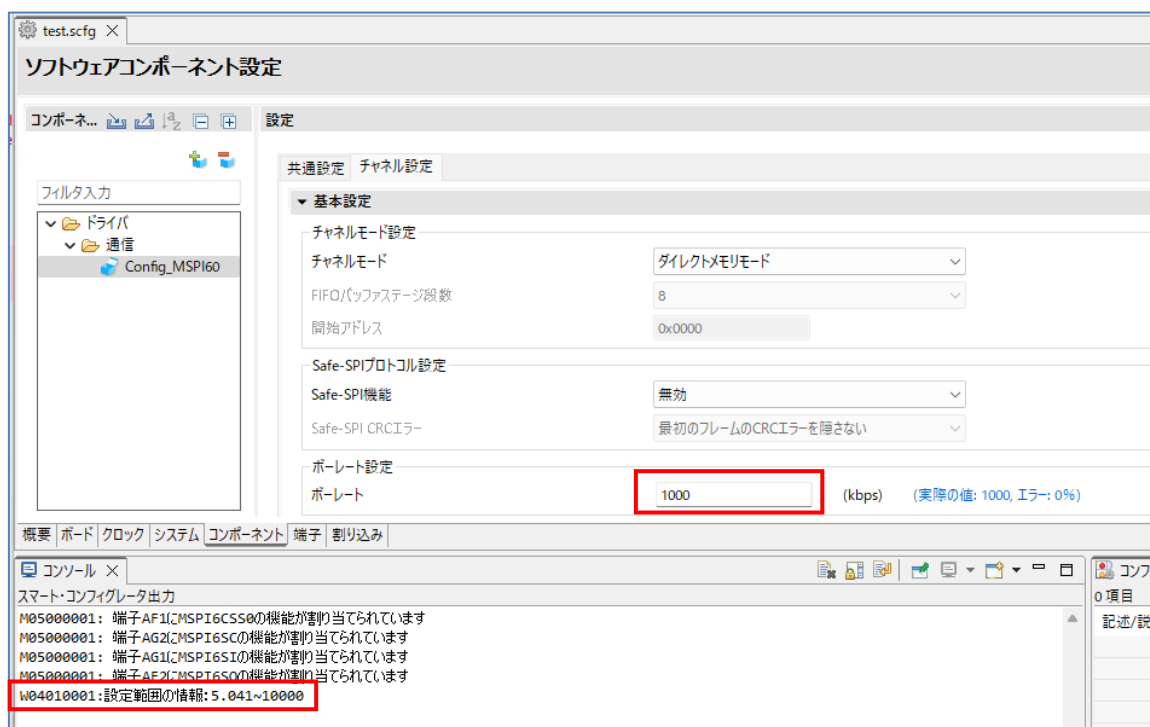 test.scfg
ソフトウェアコンポーネント設定
コンポーネ...
設定
フィルタ入力
ドライバ
通信
Config_MSPI60
共通設定 チャネル設定
基本設定
チャネルモード設定
チャネルモード ダイレクトメモリモード
FIFOバッファステージ段数 8
開始アドレス 0x0000
Safe-SPIプロトコル設定
Safe-SPI機能 無効
Safe-SPI CRCエラー 最初のフレームのCRCエラーを隠さない
ボーレート設定
ボーレート 1000 (kbps) (実際の値: 1000, エラー: 0%)
概要 ボード クロック システム コンポーネント 端子 割り込み
コンソール
スマート・コンフィグレータ出力
M05000001: 端子AF1にMSPI6CSS0の機能が割り当てられています
M05000001: 端子AG2にMSPI6SCの機能が割り当てられています
M05000001: 端子AG1にMSPI6SIの機能が割り当てられています
M05000001: 端子AF2にMSPI6SOの機能が割り当てられています
W04010001:設定範囲の情報:5.041~10000
コンフ
0 項目
記述/説